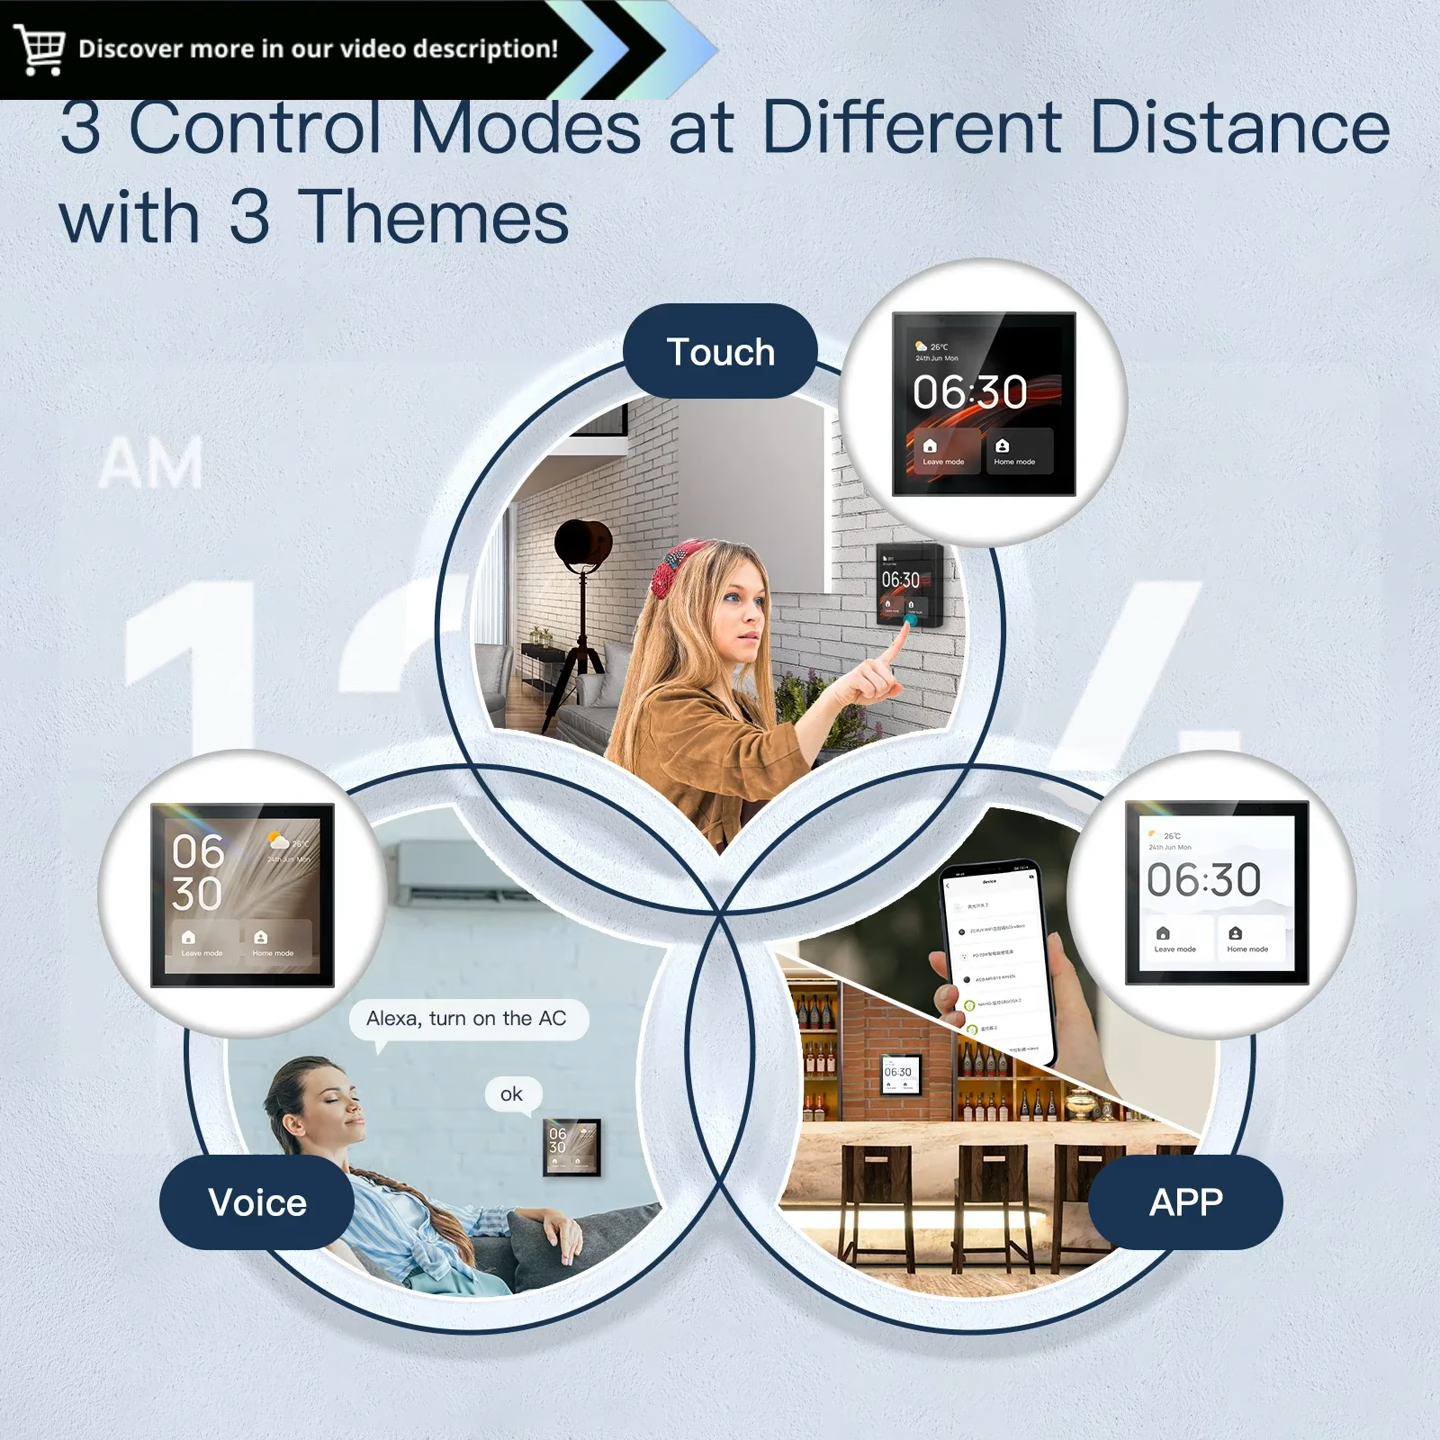 Discover more in our video description!
3 Control Modes at Different Distance
with 3 Themes
Touch
26°C
24th Jun Mon
06:30
Leave mode
Home mode
AM
06:30
06
30
26°C
24th Jun Mon
Leave mode
Home mode
26°C
24th Jun Mon
06:30
Leave mode
Home mode
device
Alexa, turn on the AC
ok
06
30
06:30
Voice
APP